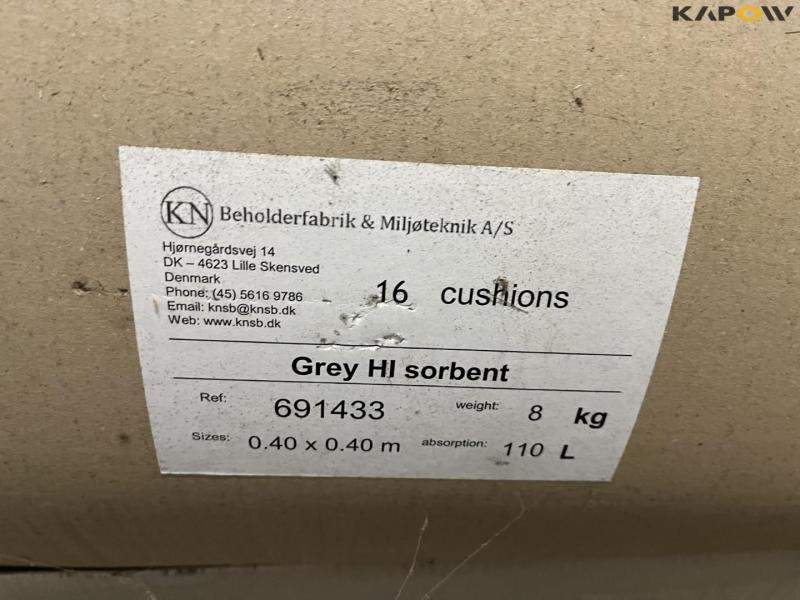 KAPOW
KN Beholderfabrik & Miljøteknik A/S
Hjørnegårdsvej 14
DK – 4623 Lille Skensved
Denmark
Phone: (45) 5616 9786
Email: knsb@knsb.dk
Web: www.knsb.dk
16 cushions
Grey HI sorbent
Ref: 691433 weight: 8 kg
Sizes: 0.40 x 0.40 m absorption: 110 L